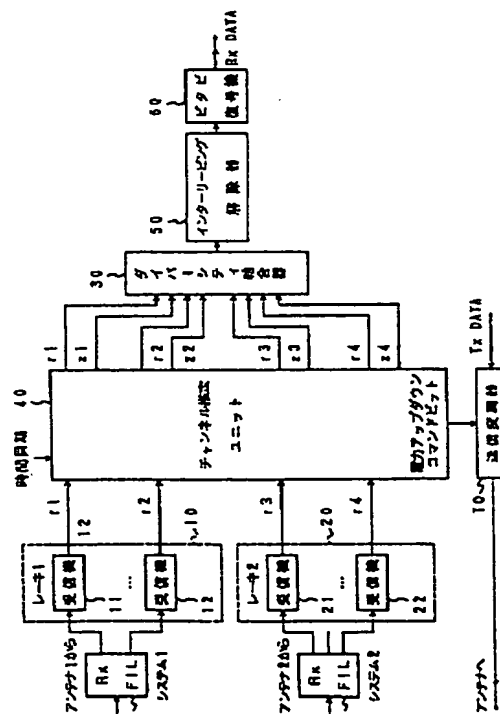 アンテナ1から
Rx
FIL
システム1
レーキ1
受信機
11
12
...
受信機
12
10
r1
r2
アンテナ2から
Rx
FIL
システム2
レーキ2
受信機
21
...
受信機
22
20
r3
r4
時間同期
40
チャンネル推定
ユニット
電力アップダウン
コマンドビット
r1
z1
r2
z2
r3
z3
r4
z4
30
ダイバーシティ結合器
50
インターリービング
解除器
60
ビタビ
復号機
Rx DATA
アンテナへ
70
送信変調器
Tx DATA